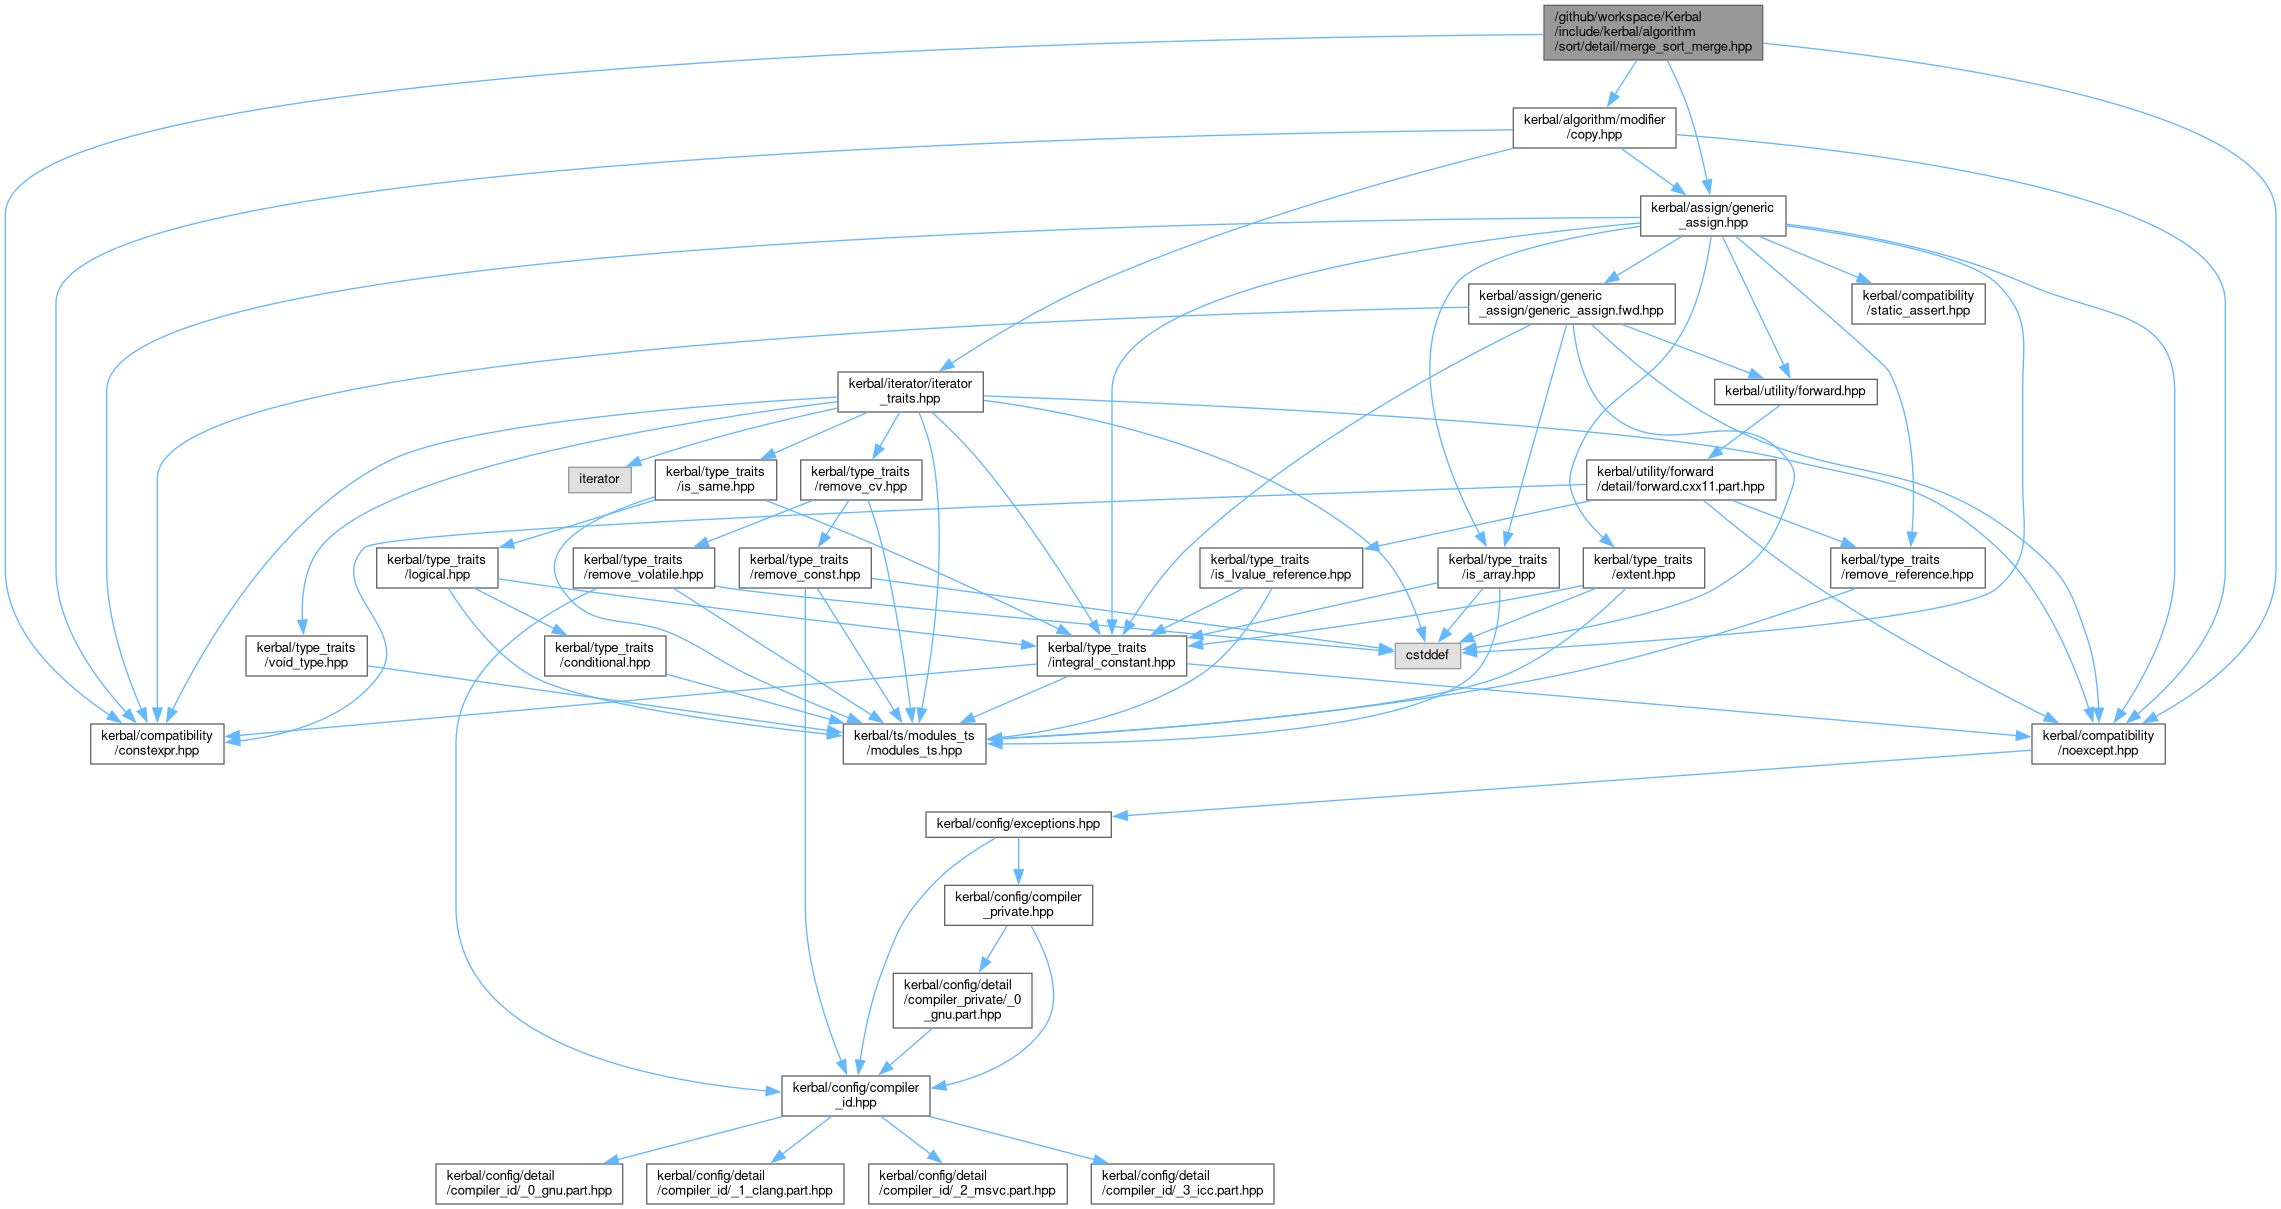 /github/workspace/Kerbal
/include/kerbal/algorithm
/sort/detail/merge_sort_merge.hpp
kerbal/algorithm/modifier
/copy.hpp
kerbal/assign/generic
_assign.hpp
kerbal/assign/generic
_assign/generic_assign.fwd.hpp
kerbal/compatibility
/static_assert.hpp
kerbal/iterator/iterator
_traits.hpp
kerbal/utility/forward.hpp
iterator
kerbal/type_traits
/is_same.hpp
kerbal/type_traits
/remove_cv.hpp
kerbal/utility/forward
/detail/forward.cxx11.part.hpp
kerbal/type_traits
/logical.hpp
kerbal/type_traits
/remove_volatile.hpp
kerbal/type_traits
/remove_const.hpp
kerbal/type_traits
/is_lvalue_reference.hpp
kerbal/type_traits
/is_array.hpp
kerbal/type_traits
/extent.hpp
kerbal/type_traits
/remove_reference.hpp
kerbal/type_traits
/void_type.hpp
kerbal/type_traits
/conditional.hpp
kerbal/type_traits
/integral_constant.hpp
cstddef
kerbal/compatibility
/constexpr.hpp
kerbal/ts/modules_ts
/modules_ts.hpp
kerbal/compatibility
/noexcept.hpp
kerbal/config/exceptions.hpp
kerbal/config/compiler
_private.hpp
kerbal/config/detail
/compiler_private/_0
_gnu.part.hpp
kerbal/config/compiler
_id.hpp
kerbal/config/detail
/compiler_id/_0_gnu.part.hpp
kerbal/config/detail
/compiler_id/_1_clang.part.hpp
kerbal/config/detail
/compiler_id/_2_msvc.part.hpp
kerbal/config/detail
/compiler_id/_3_icc.part.hpp